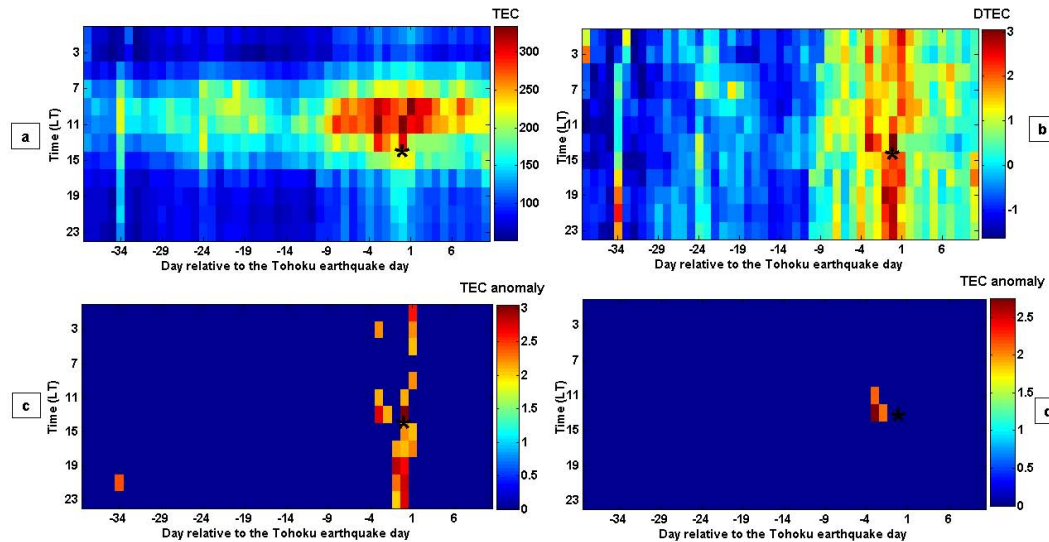 TEC
3
7
11
15
19
23
Time (LT)
-34 -29 -24 -19 -14 -9 -4 1 6
Day relative to the Tohoku earthquake day
300
250
200
150
100
a
DTEC
3
7
11
15
19
23
Time (LT)
-34 -29 -24 -19 -14 -9 -4 1 6
Day relative to the Tohoku earthquake day
3
2
1
0
-1
b
TEC anomaly
3
7
11
15
19
23
Time (LT)
-34 -29 -24 -19 -14 -9 -4 1 6
Day relative to the Tohoku earthquake day
3
2.5
2
1.5
1
0.5
0
c
TEC anomaly
3
7
11
15
19
23
Time (LT)
-34 -29 -24 -19 -14 -9 -4 1 6
Day relative to the Tohoku earthquake day
2.5
2
1.5
1
0.5
0